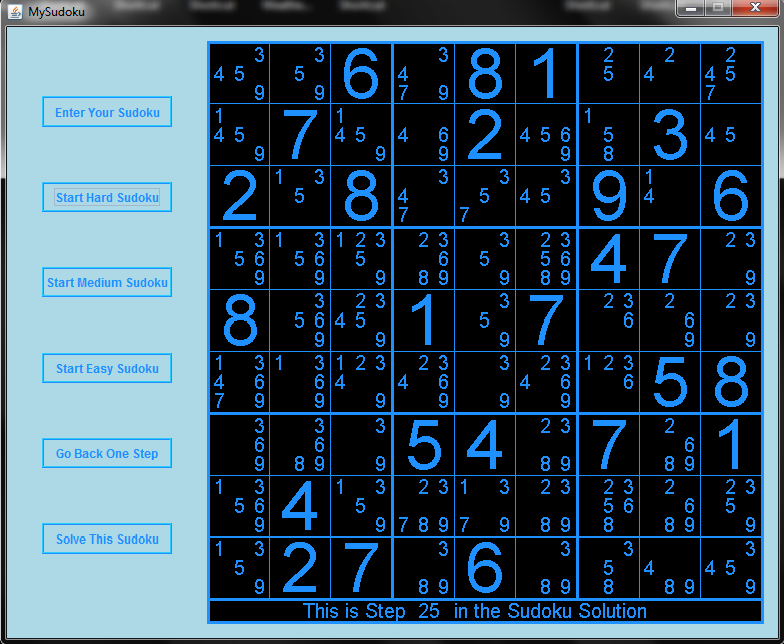 MySudoku
Enter Your Sudoku
Start Hard Sudoku
Start Medium Sudoku
Start Easy Sudoku
Go Back One Step
Solve This Sudoku
3 3 3 2 2 2
4 5 5 6 4 8 1 5 4 4 5
9 9 7 9 7
1 1 1
4 5 7 4 5 4 6 2 4 5 6 5 3 4 5
9 9 9 9 8
1 3 3 3 3 1
2 5 8 4 5 4 5 9 4 6
7 7
1 3 1 3 1 2 3 2 3 3 2 3 2 3
5 6 5 6 5 6 5 5 6 4 7
9 9 9 8 9 9 8 9 9
3 2 3 3 2 3 2 2 3
8 5 6 4 5 1 5 7 6 6
9 9 9 9 9
1 3 1 3 1 2 3 2 3 3 2 3 1 2 3
4 6 6 4 4 6 4 6 6 5 8
7 9 9 9 9 9 9
3 3 3 2 3 2
6 6 5 4 7 6 1
9 8 9 9 8 9 8 9
1 3 1 3 2 3 1 3 2 3 2 3 2 2 3
5 6 4 5 5 6 6 5
9 9 7 8 9 7 9 8 9 8 8 9 9
1 3 3 3 3 3
5 2 7 6 5 4 4 5
9 8 9 8 9 8 8 9 9
This is Step 25 in the Sudoku Solution